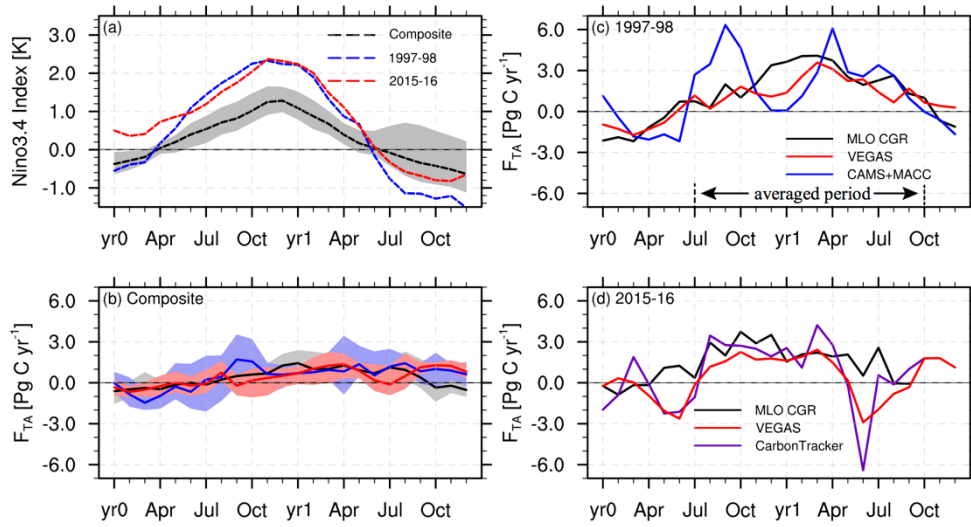 (a)
Composite
1997-98
2015-16
Nino3.4 Index [K]
3.0
2.0
1.0
0.0
-1.0
yr0 Apr Jul Oct yr1 Apr Jul Oct
(c) 1997-98
MLO CGR
VEGAS
CAMS+MACC
averaged period
F_TA [Pg C yr⁻¹]
6.0
3.0
0.0
-3.0
-6.0
yr0 Apr Jul Oct yr1 Apr Jul Oct
(b) Composite
F_TA [Pg C yr⁻¹]
6.0
3.0
0.0
-3.0
-6.0
yr0 Apr Jul Oct yr1 Apr Jul Oct
(d) 2015-16
MLO CGR
VEGAS
CarbonTracker
F_TA [Pg C yr⁻¹]
6.0
3.0
0.0
-3.0
-6.0
yr0 Apr Jul Oct yr1 Apr Jul Oct